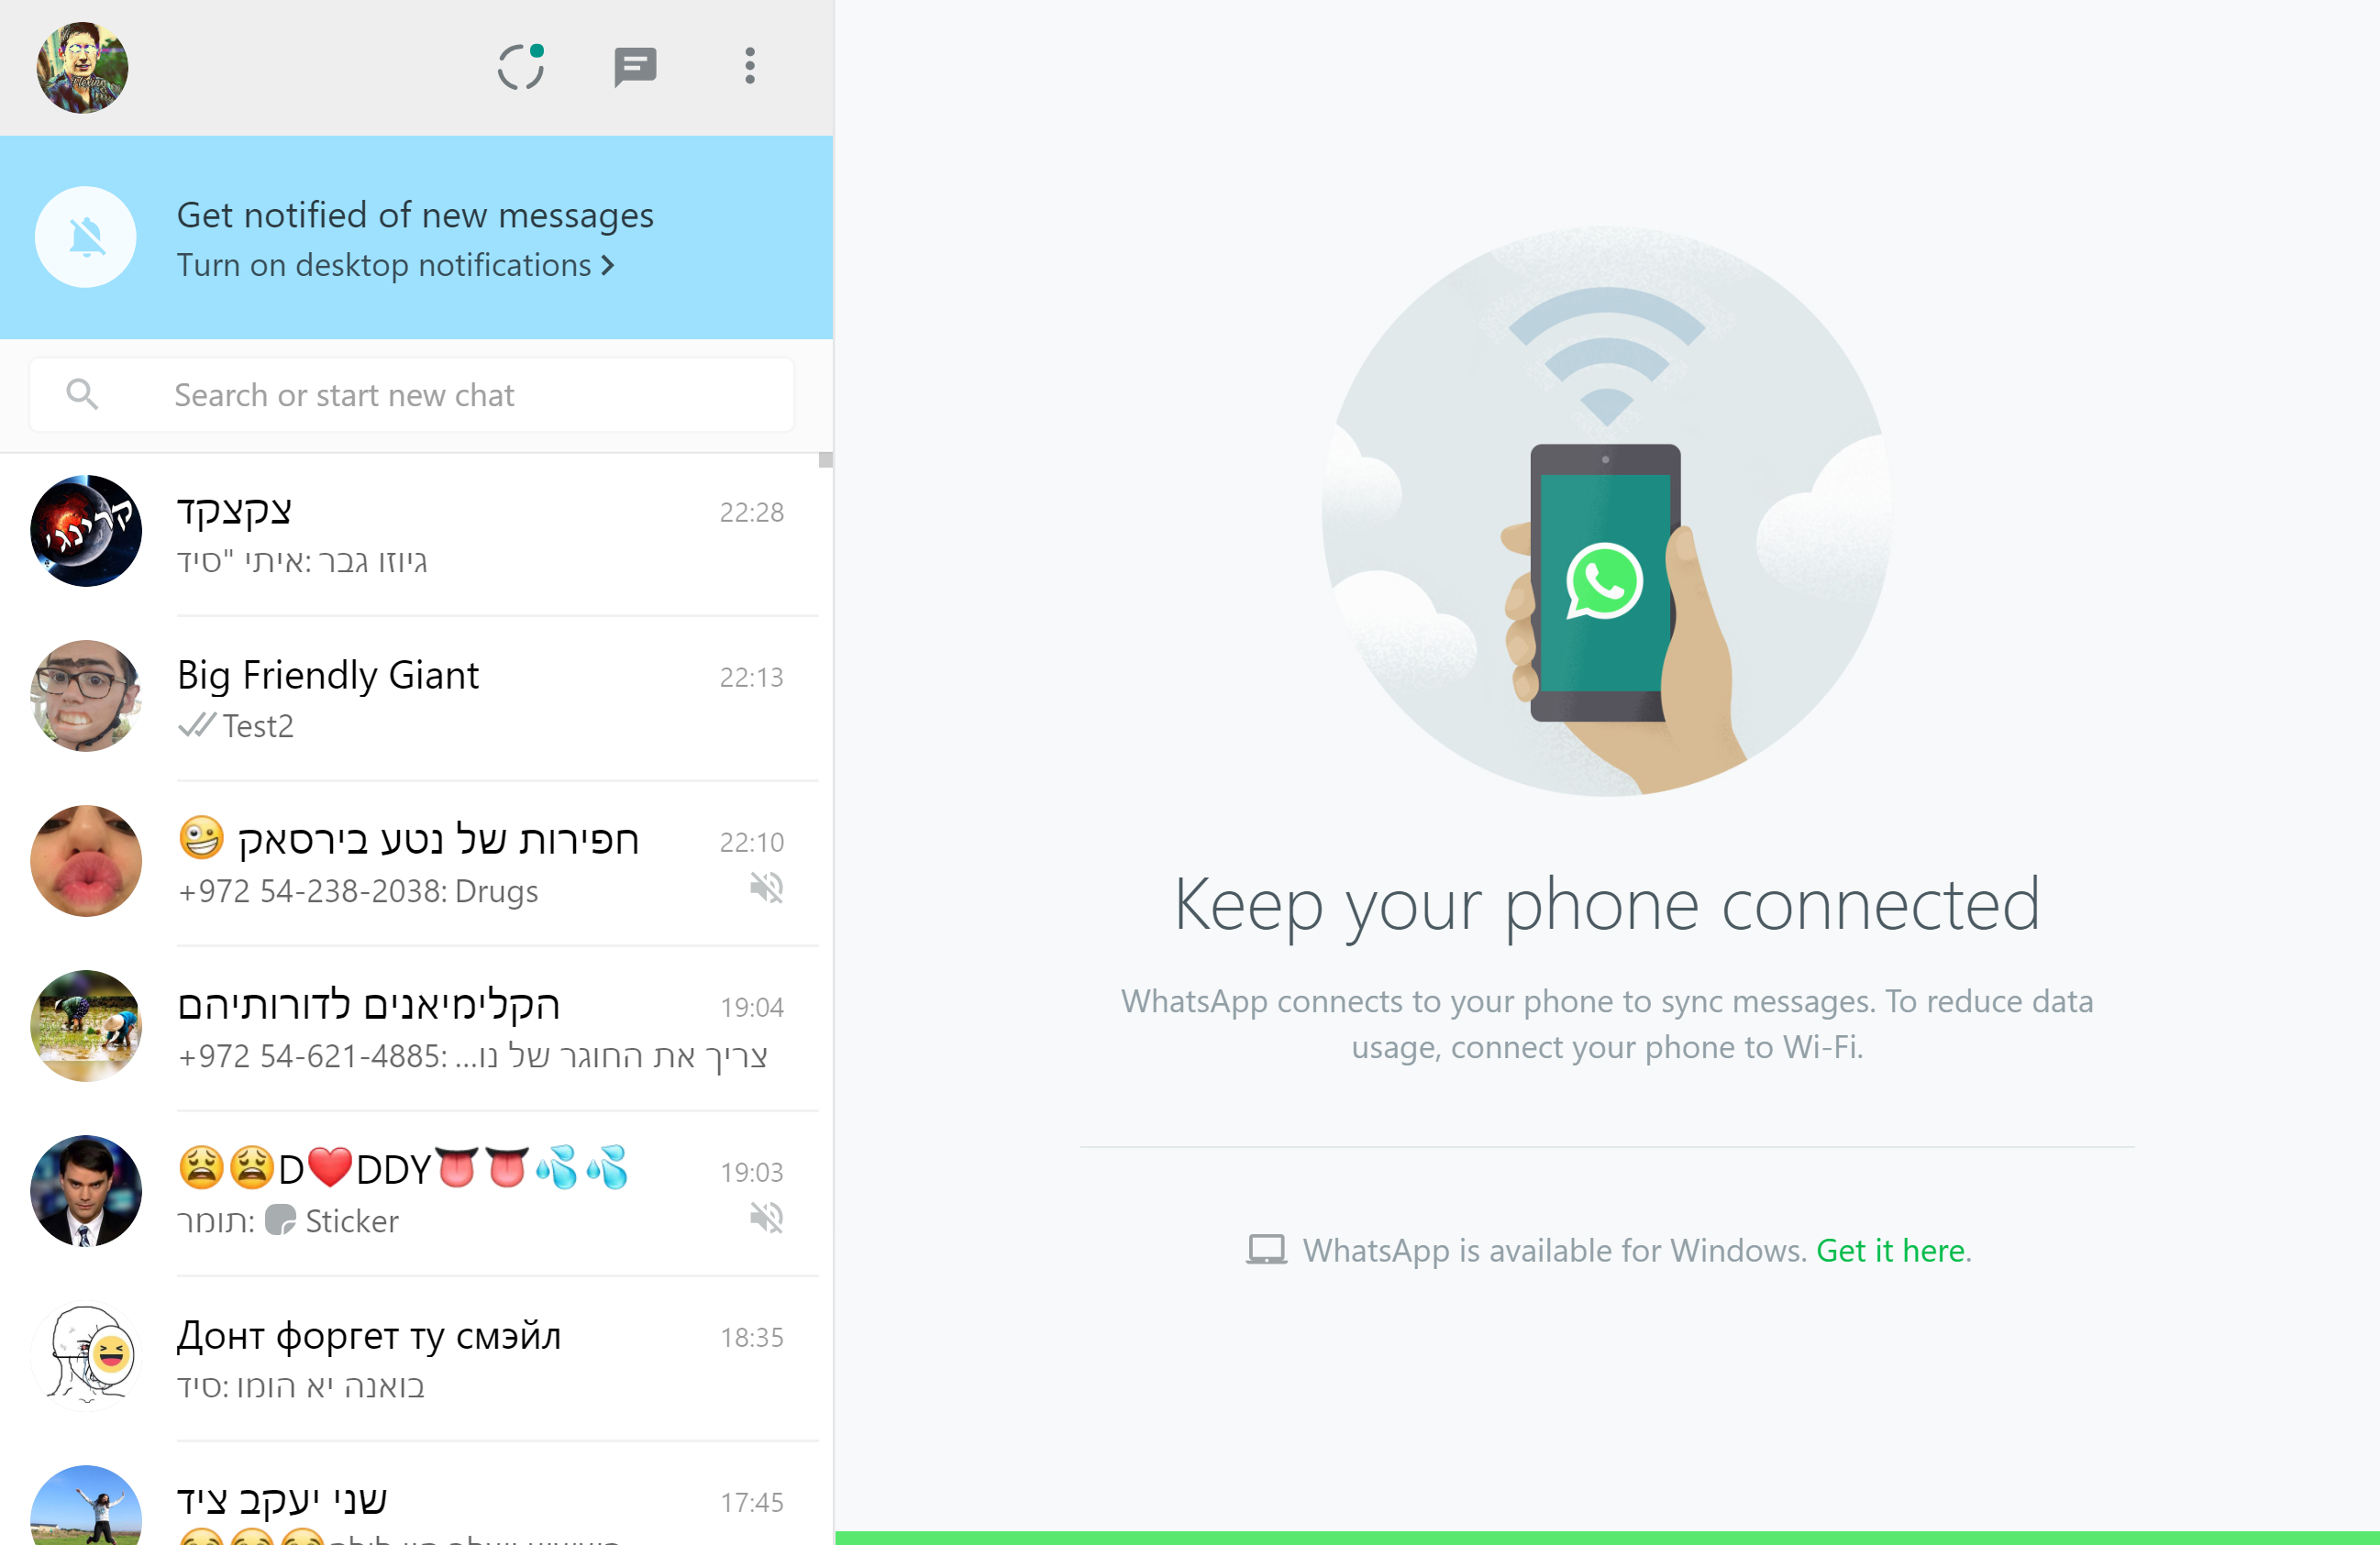 Get notified of new messages
Turn on desktop notifications
Search or start new chat
צקצקד
22:28
איתי "סיד: גיוזו גבר
Big Friendly Giant
22:13
Test2
חפירות של נטע בירסאק 🤪
22:10
+972 54-238-2038: Drugs
הקלימיאנים לדורותיהם
19:04
+972 54-621-4885: צריך את החוגר של נו...
😩😩D❤️DDY👅👅💦💦
19:03
תומר: Sticker
Донт форгет ту смэйл
18:35
סיד: בואנה יא הומו
שני יעקב ציד
17:45
Keep your phone connected
WhatsApp connects to your phone to sync messages. To reduce data
usage, connect your phone to Wi-Fi.
WhatsApp is available for Windows. Get it here.
קרינגי